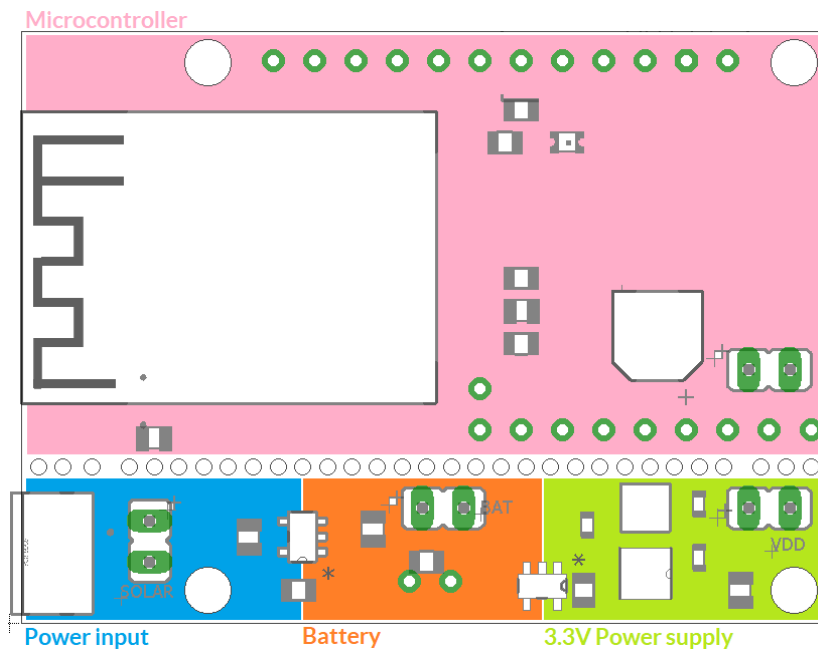 Microcontroller
BAT
*
*
VDD
SOLAR
Power input
Battery
3.3V Power supply